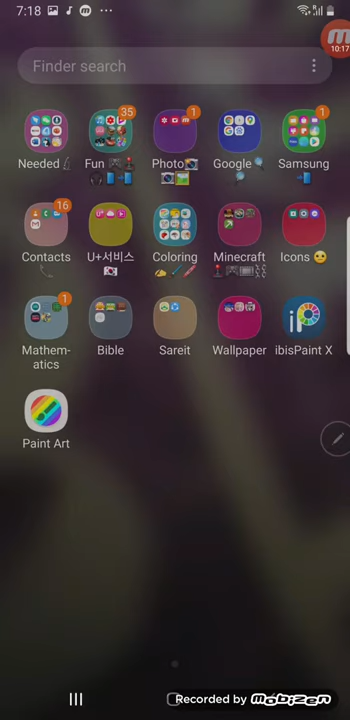 7:18
10:17
Finder search
35
1
1
Needed
Fun
Photo
Google
Samsung
16
Contacts
U+서비스
Coloring
Minecraft
Icons
1
Mathem-
atics
Bible
Sareit
Wallpaper
ibisPaint X
Paint Art
Recorded by mobizen